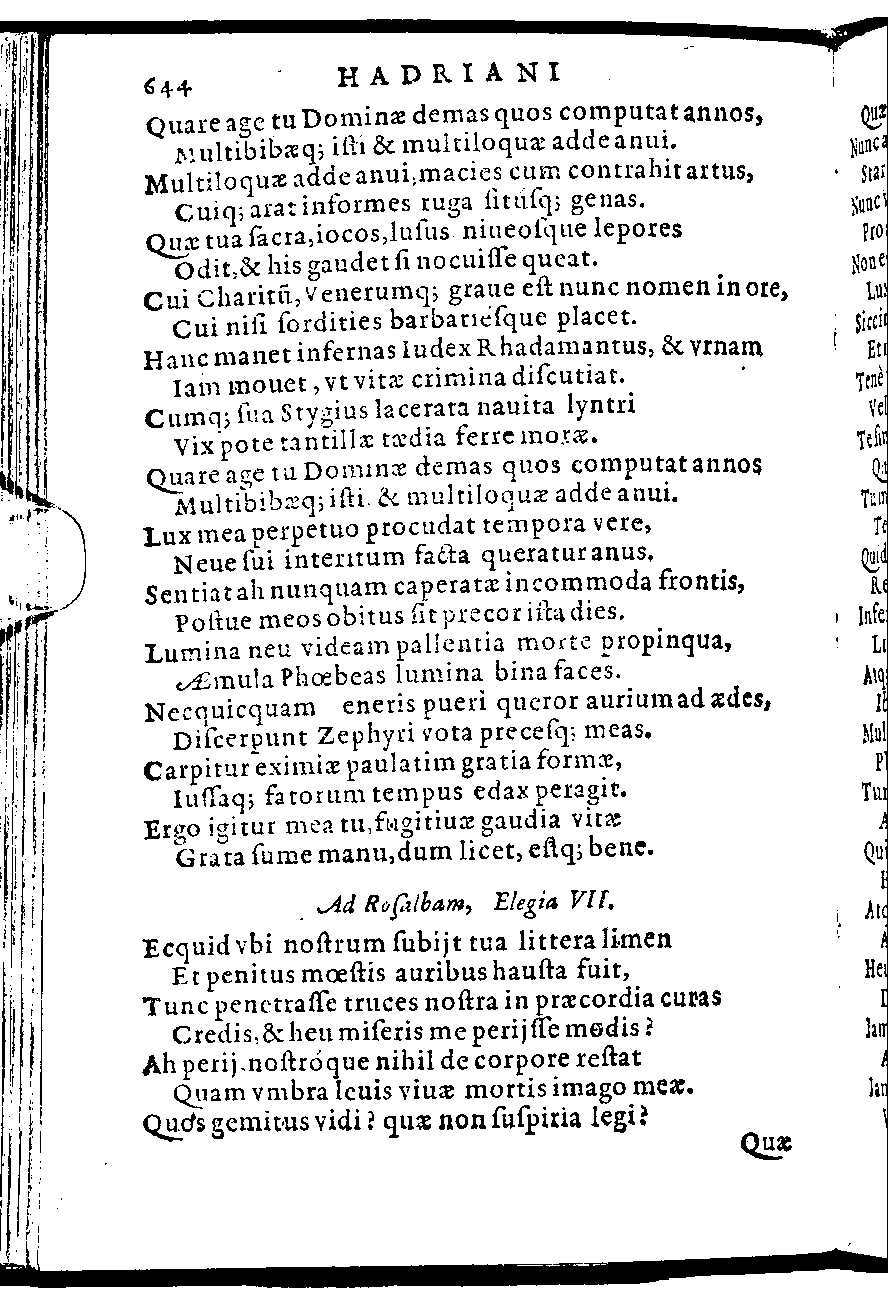 644 HADRIANI
Quare age tu Dominæ demas quos computat annos,
Multibibæq; isti & multiloquæ adde anui.
Multiloquæ adde anui, macies cum contrahit artus,
Cuiq; arat informes ruga sitúsq; genas.
Quæ tua sacra, iocos, lusus niueosque lepores
Odit, & his gaudet si nocuisse queat.
Cui Charitũ, Venerumq; graue est nunc nomen in ore,
Cui nisi sordities barbariésque placet.
Hanc manet infernas Iudex Rhadamantus, & vrnam
Iam mouet, vt vitæ crimina discutiat.
Cumq; sua Stygius lacerata nauita lyntri
Vix pote tantillæ tædia ferre moræ.
Quare age tu Dominæ demas quos computat annos
Multibibæq; isti. & multiloquæ adde anui.
Lux mea perpetuo procudat tempora vere,
Neue sui interitum facta queratur anus.
Sentiat ah nunquam caperatæ incommoda frontis,
Postue meos obitus sit precor ista dies.
Lumina neu videam pallentia morte propinqua,
Æmula Phœbeas lumina bina faces.
Necquicquam eneris pueri queror aurium ad ædes,
Discerpunt Zephyri vota precesq; meas.
Carpitur eximiæ paulatim gratia formæ,
Iussaq; fatorum tempus edax peragit.
Ergo igitur mea tu, fugitiuæ gaudia vitæ
Grata sume manu, dum licet, estq; bene.
Ad Rosalbam, Elegia VII.
Ecquid vbi nostrum subijt tua littera limen
Et penitus mœstis auribus hausta fuit,
Tunc penetrasse truces nostra in præcordia curas
Credis, & heu miseris me perijsse modis?
Ah perij. nostróque nihil de corpore restat
Quam vmbra leuis viuæ mortis imago meæ.
Quos gemitus vidi? quæ non suspiria legi?
Quæ